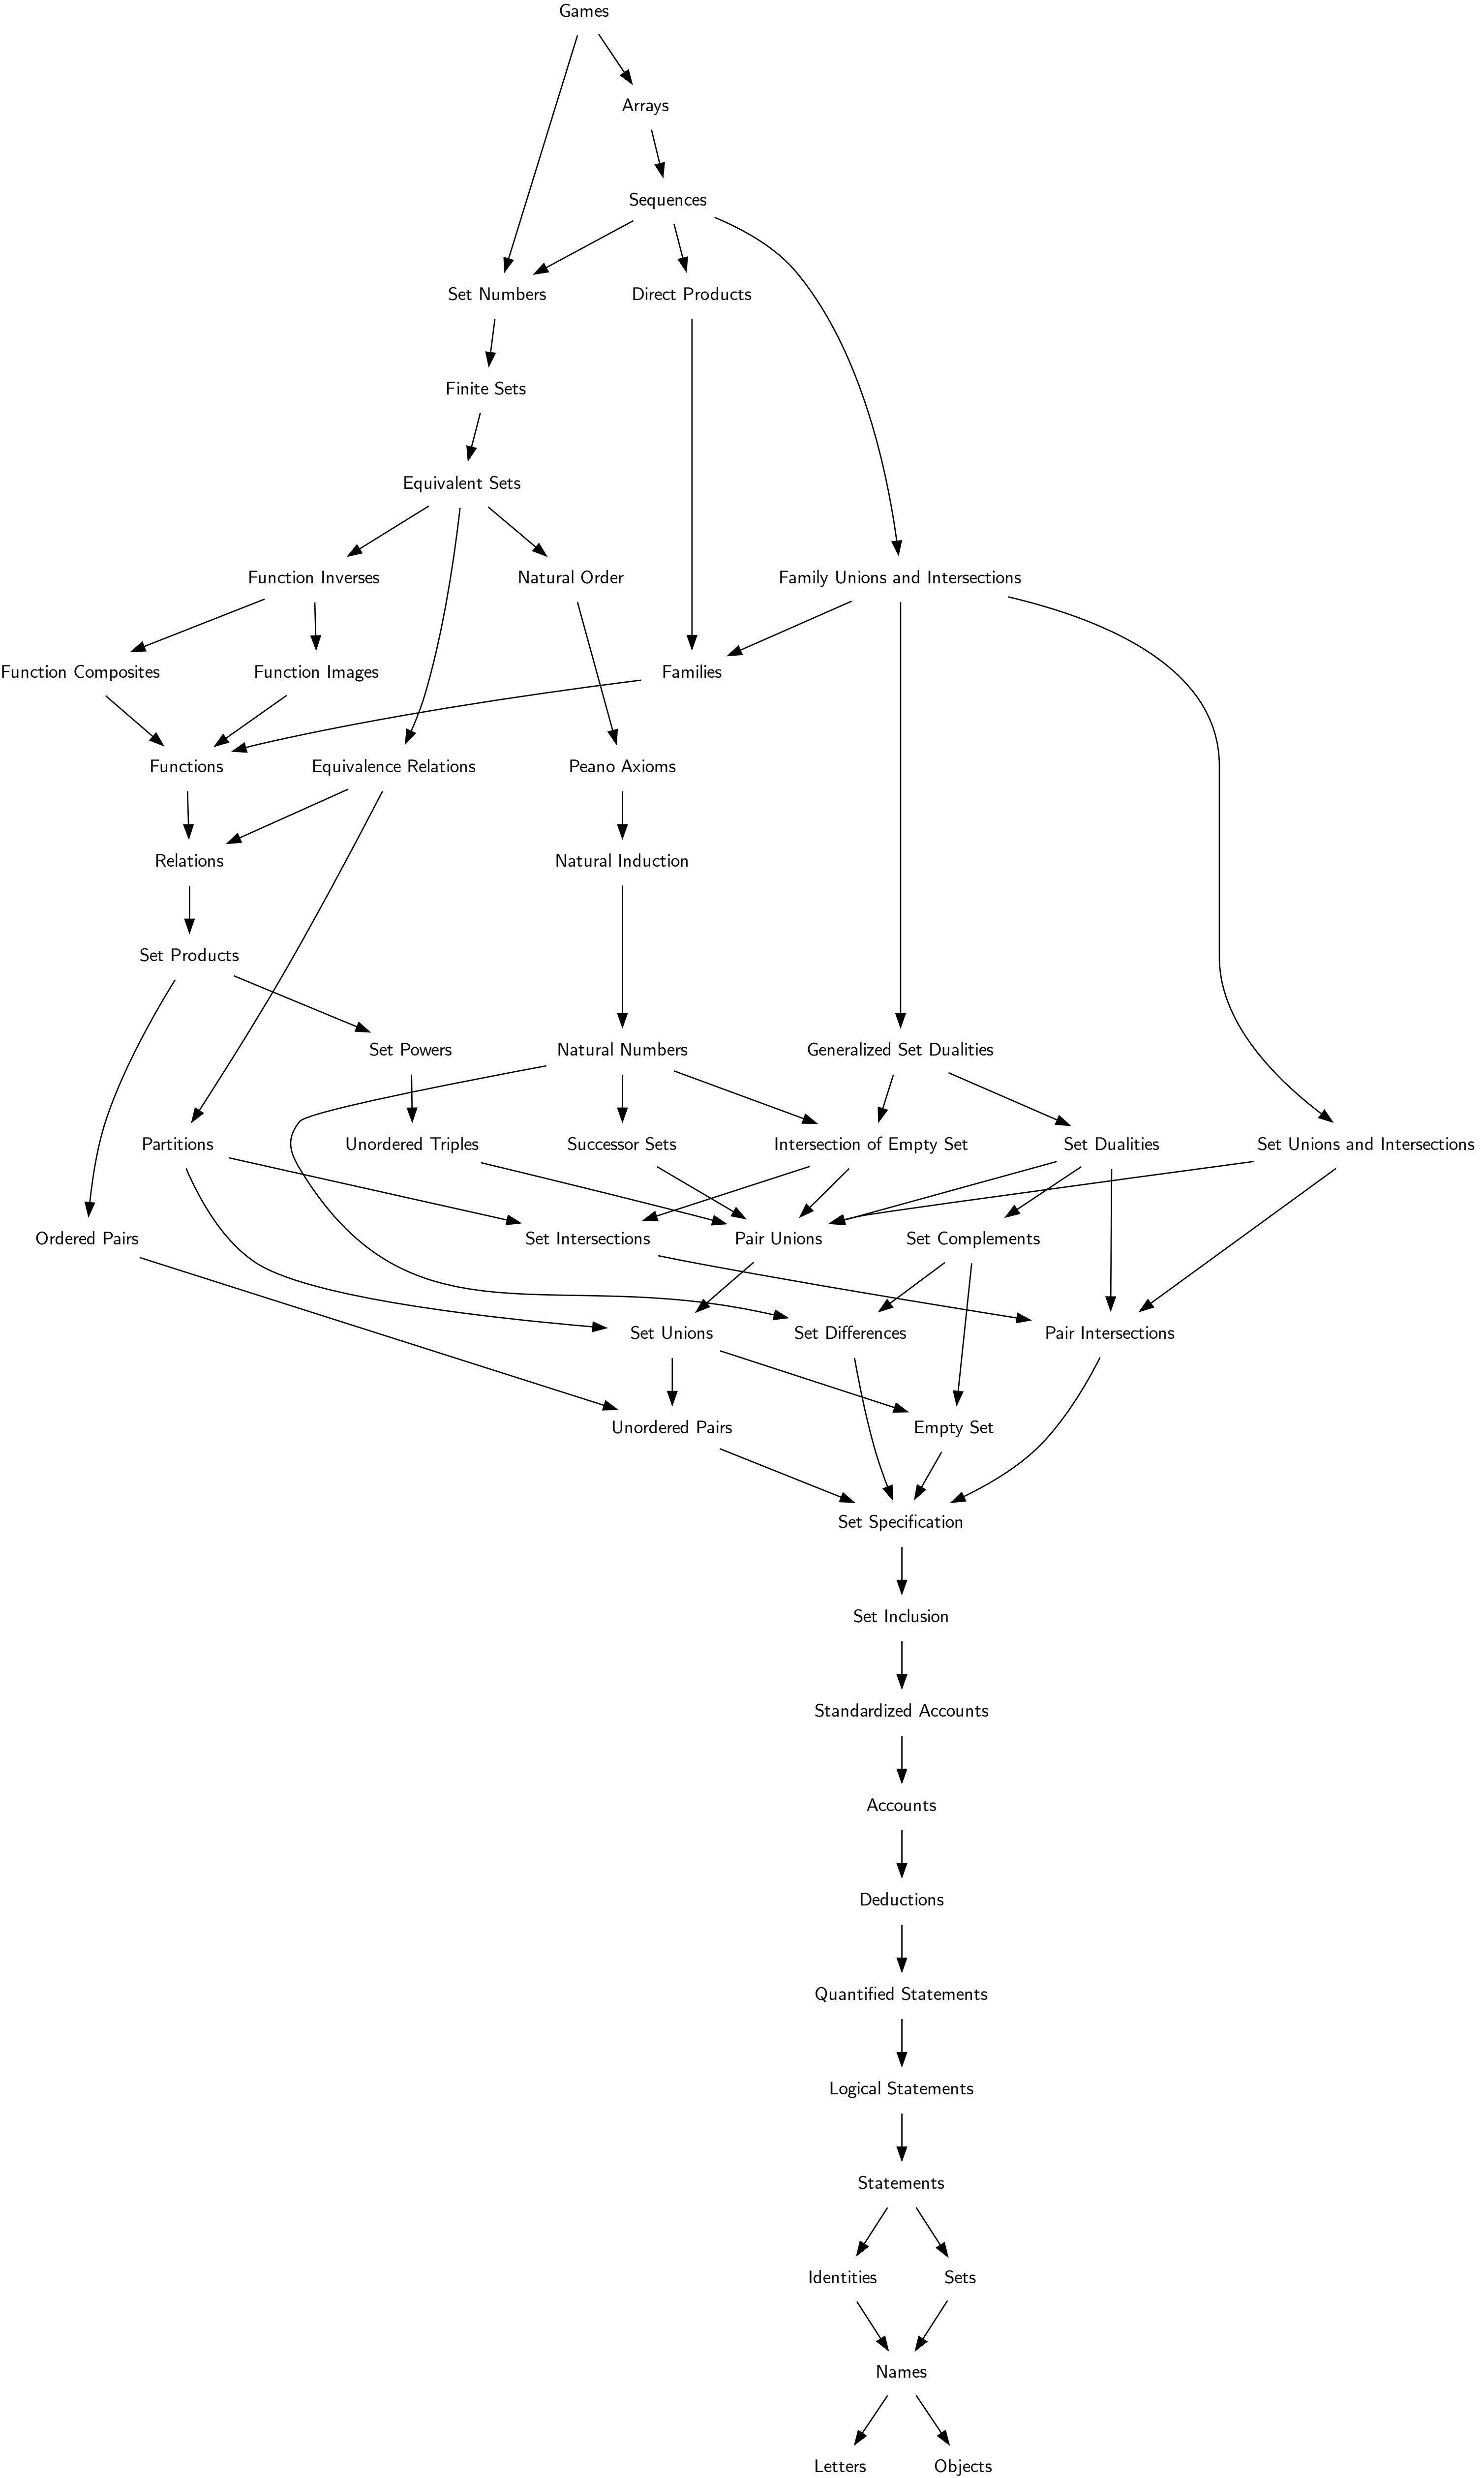 Games
Arrays
Sequences
Set Numbers
Direct Products
Finite Sets
Equivalent Sets
Function Inverses
Natural Order
Family Unions and Intersections
Function Composites
Function Images
Families
Functions
Equivalence Relations
Peano Axioms
Relations
Natural Induction
Set Products
Set Powers
Natural Numbers
Generalized Set Dualities
Partitions
Unordered Triples
Successor Sets
Intersection of Empty Set
Set Dualities
Set Unions and Intersections
Ordered Pairs
Set Intersections
Pair Unions
Set Complements
Set Unions
Set Differences
Pair Intersections
Unordered Pairs
Empty Set
Set Specification
Set Inclusion
Standardized Accounts
Accounts
Deductions
Quantified Statements
Logical Statements
Statements
Identities
Sets
Names
Letters
Objects